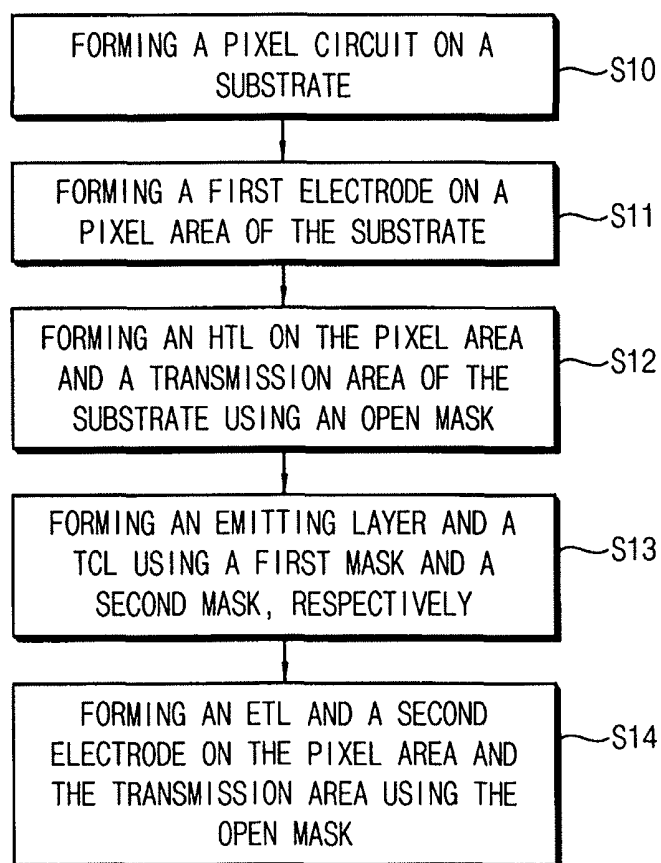 FORMING A PIXEL CIRCUIT ON A
SUBSTRATE
S10
FORMING A FIRST ELECTRODE ON A
PIXEL AREA OF THE SUBSTRATE
S11
FORMING AN HTL ON THE PIXEL AREA
AND A TRANSMISSION AREA OF THE
SUBSTRATE USING AN OPEN MASK
S12
FORMING AN EMITTING LAYER AND A
TCL USING A FIRST MASK AND A
SECOND MASK, RESPECTIVELY
S13
FORMING AN ETL AND A SECOND
ELECTRODE ON THE PIXEL AREA AND
THE TRANSMISSION AREA USING THE
OPEN MASK
S14